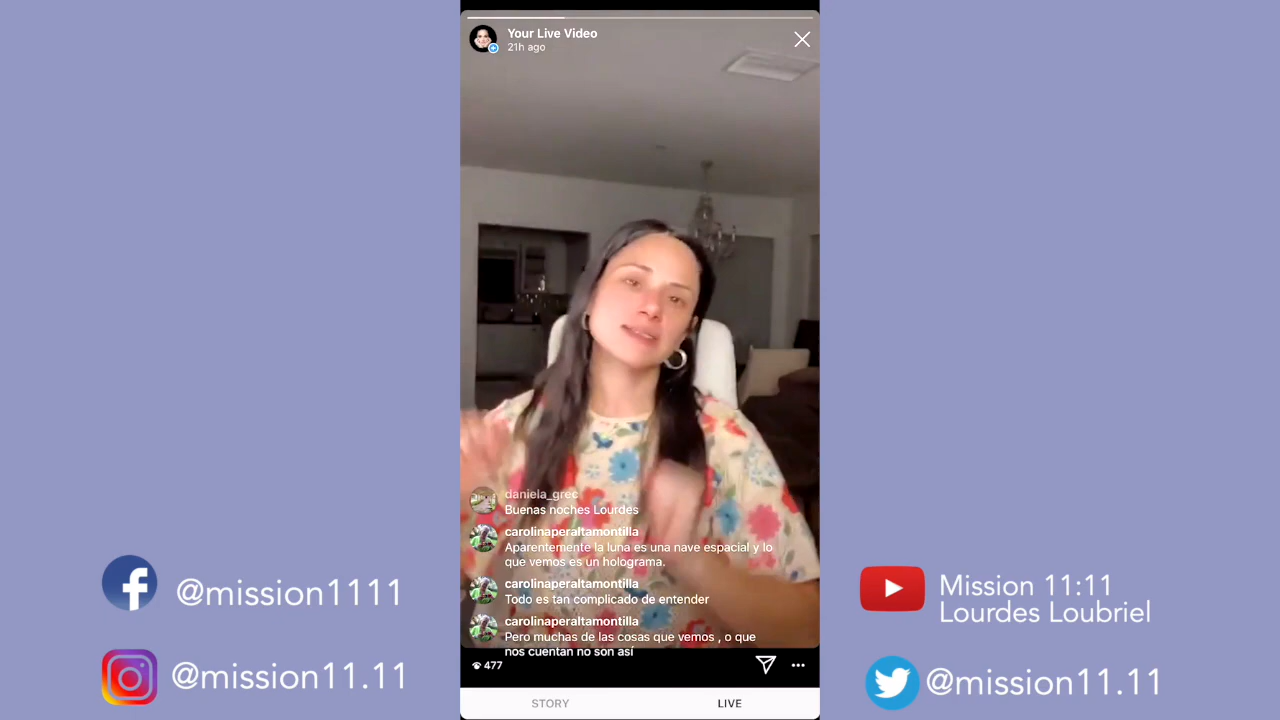 Your Live Video
21h ago
daniela_grec
Buenas noches Lourdes
carolinaperaltamontilla
Aparentemente la luna es una nave espacial y lo
que vemos es un holograma.
carolinaperaltamontilla
Todo es tan complicado de entender
carolinaperaltamontilla
Pero muchas de las cosas que vemos , o que
nos cuentan no son así
477
STORY
LIVE
@mission1111
@mission11.11
Mission 11:11
Lourdes Loubriel
@mission11.11